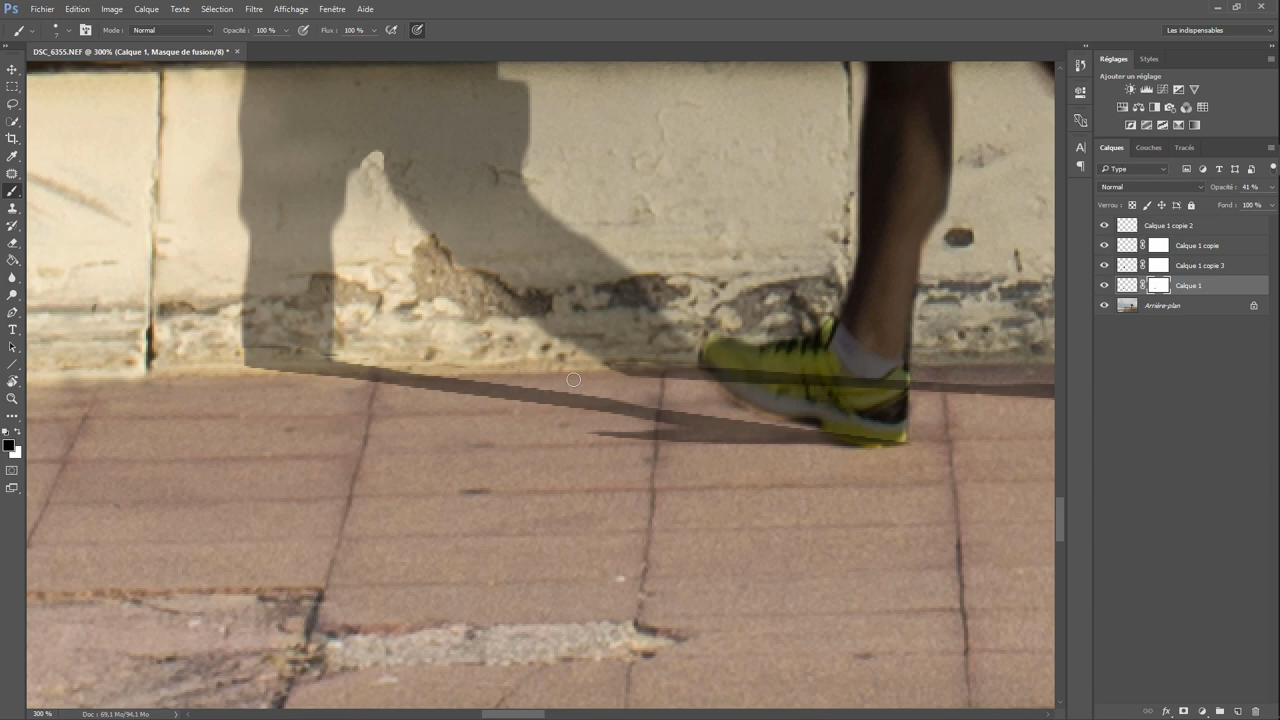 Ps Fichier Edition Image Calque Texte Sélection Filtre Affichage Fenêtre Aide
7 Mode : Normal Opacité : 100 % Flux : 100 % Les indispensables
DSC_6355.NEF @ 300% (Calque 1, Masque de fusion/8) * ×
Réglages Styles
Ajouter un réglage
Calques Couches Tracés
Type
Normal Opacité : 41 %
Verrou : Fond : 100 %
Calque 1 copie 2
Calque 1 copie
Calque 1 copie 3
Calque 1
Arrière-plan
300 % Doc : 69,1 Mo/94,1 Mo